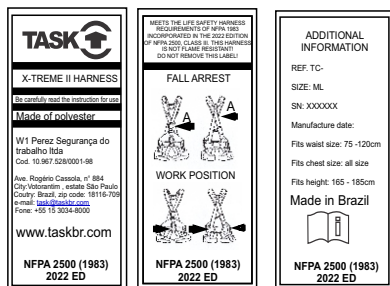 TASK
X-TREME II HARNESS
Be carefully read the instruction for use
Made of polyester
W1 Perez Segurança do
trabalho ltda
Cod. 10.967.528/0001-98
Ave. Rogério Cassola, n° 884
City:Votorantim , estate São Paulo
Coutry: Brazil, zip code: 18116-709
e-mail: task@taskbr.com
Fone: +55 15 3034-8000
www.taskbr.com
NFPA 2500 (1983)
2022 ED
MEETS THE LIFE SAFETY HARNESS
REQUIREMENTS OF NFPA 1983
INCORPORATED IN THE 2022 EDITION
OF NFPA 2500, CLASS III. THIS HARNESS
IS NOT FLAME RESISTANT!
DO NOT REMOVE THIS LABEL!
FALL ARREST
A A
WORK POSITION
NFPA 2500 (1983)
2022 ED
ADDITIONAL
INFORMATION
REF. TC-
SIZE: ML
SN: XXXXXX
Manufacture date:
Fits waist size: 75 -120cm
Fits chest size: all size
Fits height: 165 - 185cm
Made in Brazil
i
NFPA 2500 (1983)
2022 ED